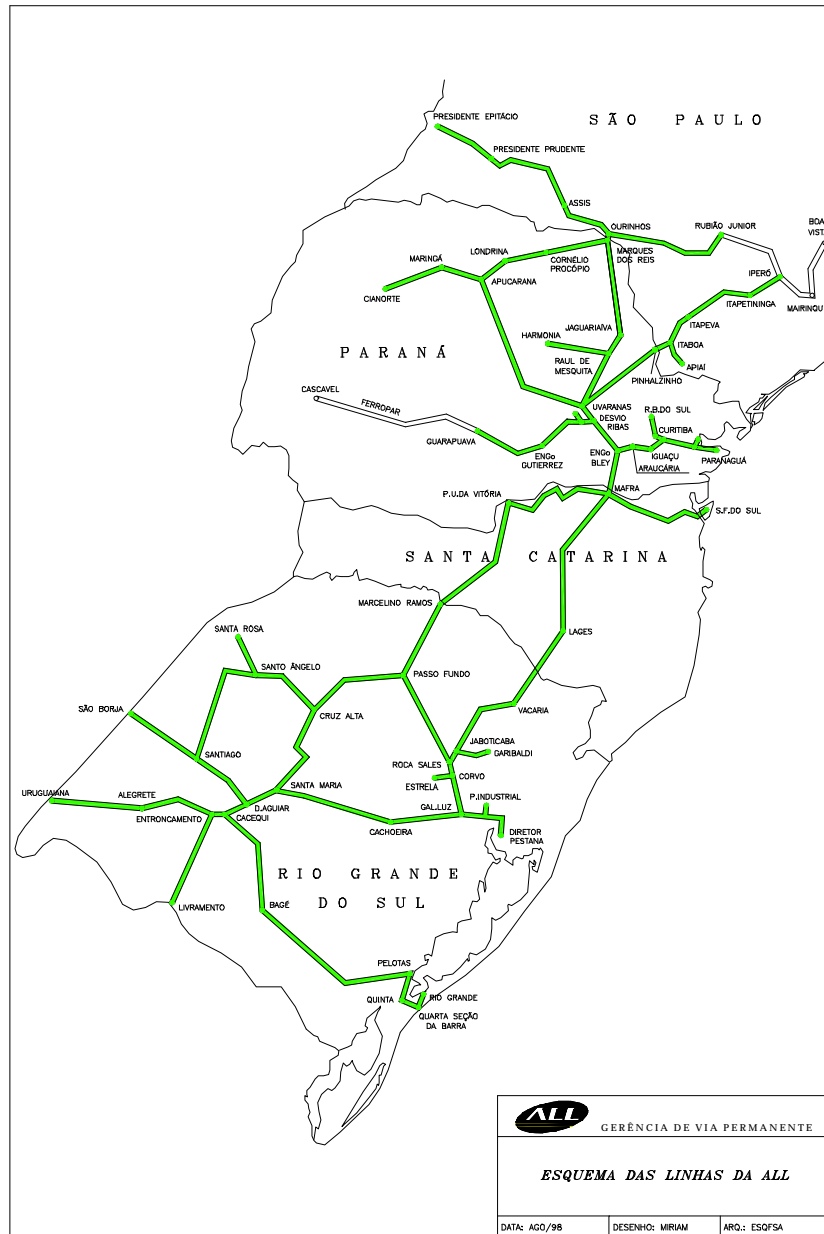 PRESIDENTE EPITÁCIO
SÃO PAULO
PRESIDENTE PRUDENTE
ASSIS
OURINHOS
RUBIÃO JUNIOR
LONDRINA
MARINGÁ
CORNÉLIO
PROCÓPIO
MARQUES
DOS REIS
IPERÓ
APUCARANA
CIANORTE
ITAPETININGA
HARMONIA
JAGUARIAÍVA
ITAPEVA
PARANÁ
RAUL DE
MESQUITA
ITABOA
APIAÍ
PINHALZINHO
CASCAVEL
FERROPAR
UVARANAS
DESVIO
RIBAS
R.B.DO SUL
CURITIBA
GUARAPUAVA
ENGo
GUTIERREZ
ENGo
BLEY
IGUAÇU
ARAUCÁRIA
PARANAGUÁ
P.U.DA VITÓRIA
MAFRA
S.F.DO SUL
SANTA CATARINA
MARCELINO RAMOS
SANTA ROSA
LAGES
SANTO ÂNGELO
PASSO FUNDO
SÃO BORJA
CRUZ ALTA
VACARIA
SANTIAGO
JABOTICABA
GARIBALDI
ROCA SALES
CORVO
ESTRELA
URUGUAIANA
ALEGRETE
SANTA MARIA
P.INDUSTRIAL
D.AGUIAR
GAL.LUZ
ENTRONCAMENTO
CACEQUI
CACHOEIRA
DIRETOR
PESTANA
RIO GRANDE
DO SUL
LIVRAMENTO
BAGÉ
PELOTAS
QUINTA
RIO GRANDE
QUARTA SEÇÃO
DA BARRA
ALL
GERÊNCIA DE VIA PERMANENTE
ESQUEMA DAS LINHAS DA ALL
DATA: AGO/98
DESENHO: MIRIAM
ARQ.: ESQFSA